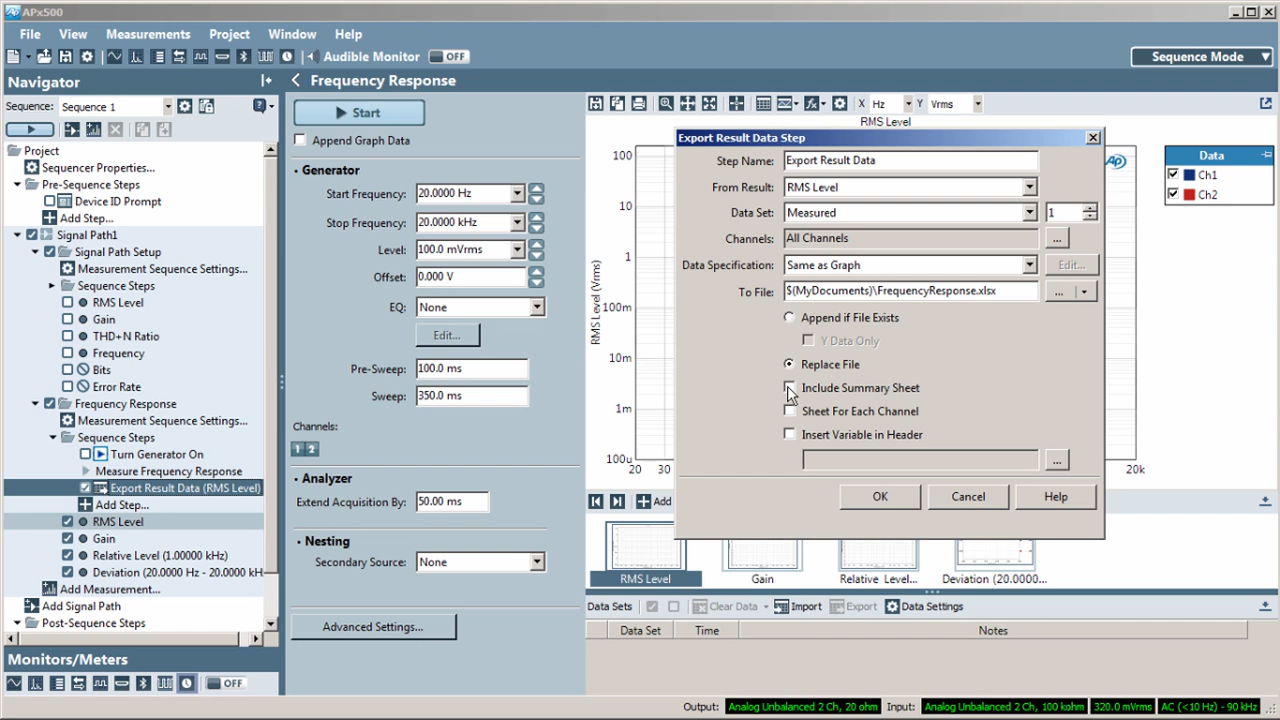 APx500
File View Measurements Project Window Help
Audible Monitor OFF Sequence Mode
Navigator
Sequence: Sequence 1
Project
Sequencer Properties...
Pre-Sequence Steps
Device ID Prompt
Add Step...
Signal Path1
Signal Path Setup
Measurement Sequence Settings...
Sequence Steps
RMS Level
Gain
THD+N Ratio
Frequency
Bits
Error Rate
Frequency Response
Measurement Sequence Settings...
Sequence Steps
Turn Generator On
Measure Frequency Response
Export Result Data (RMS Level)
Add Step...
RMS Level
Gain
Relative Level (1.00000 kHz)
Deviation (20.0000 Hz - 20.0000 kH
Add Measurement...
Add Signal Path
Post-Sequence Steps
Monitors/Meters
OFF
Frequency Response
Start
Append Graph Data
Generator
Start Frequency: 20.0000 Hz
Stop Frequency: 20.0000 kHz
Level: 100.0 mVrms
Offset: 0.000 V
EQ: None
Edit...
Pre-Sweep: 100.0 ms
Sweep: 350.0 ms
Channels:
1 2
Analyzer
Extend Acquisition By: 50.00 ms
Nesting
Secondary Source: None
Advanced Settings...
X Hz Y Vrms
RMS Level
RMS Level (Vrms)
100
10
1
100m
10m
1m
100u
20 30 20k
AP
Data
Ch1
Ch2
Export Result Data Step
Step Name: Export Result Data
From Result: RMS Level
Data Set: Measured 1
Channels: All Channels ...
Data Specification: Same as Graph Edit...
To File: $(MyDocuments)\FrequencyResponse.xlsx ...
Append if File Exists
Y Data Only
Replace File
Include Summary Sheet
Sheet For Each Channel
Insert Variable in Header
...
OK Cancel Help
Add
RMS Level Gain Relative Level... Deviation (20.0000...
Data Sets Clear Data Import Export Data Settings
Data Set Time Notes
Output: Analog Unbalanced 2 Ch, 20 ohm Input: Analog Unbalanced 2 Ch, 100 kohm 320.0 mVrms AC (<10 Hz) - 90 kHz